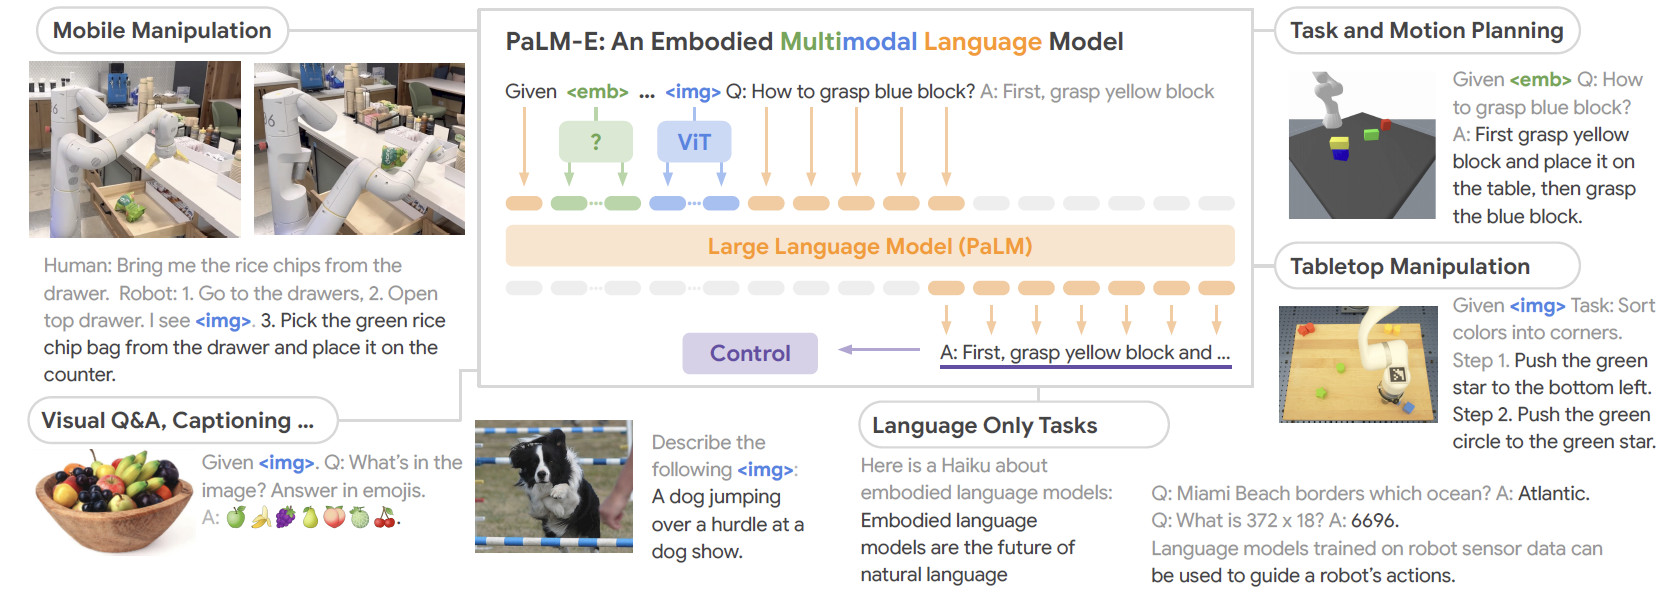 Mobile Manipulation
Human: Bring me the rice chips from the
drawer. Robot: 1. Go to the drawers, 2. Open
top drawer. I see <img>. 3. Pick the green rice
chip bag from the drawer and place it on the
counter.
Visual Q&A, Captioning ...
Given <img>. Q: What's in the
image? Answer in emojis.
A: 🍏🍌🍇🍐🍑🍈🍒.
PaLM-E: An Embodied Multimodal Language Model
Given <emb> ... <img> Q: How to grasp blue block? A: First, grasp yellow block
?
ViT
Large Language Model (PaLM)
Control
A: First, grasp yellow block and ...
Describe the
following <img>:
A dog jumping
over a hurdle at a
dog show.
Language Only Tasks
Here is a Haiku about
embodied language models:
Embodied language
models are the future of
natural language
Q: Miami Beach borders which ocean? A: Atlantic.
Q: What is 372 x 18? A: 6696.
Language models trained on robot sensor data can
be used to guide a robot's actions.
Task and Motion Planning
Given <emb> Q: How
to grasp blue block?
A: First grasp yellow
block and place it on
the table, then grasp
the blue block.
Tabletop Manipulation
Given <img> Task: Sort
colors into corners.
Step 1. Push the green
star to the bottom left.
Step 2. Push the green
circle to the green star.